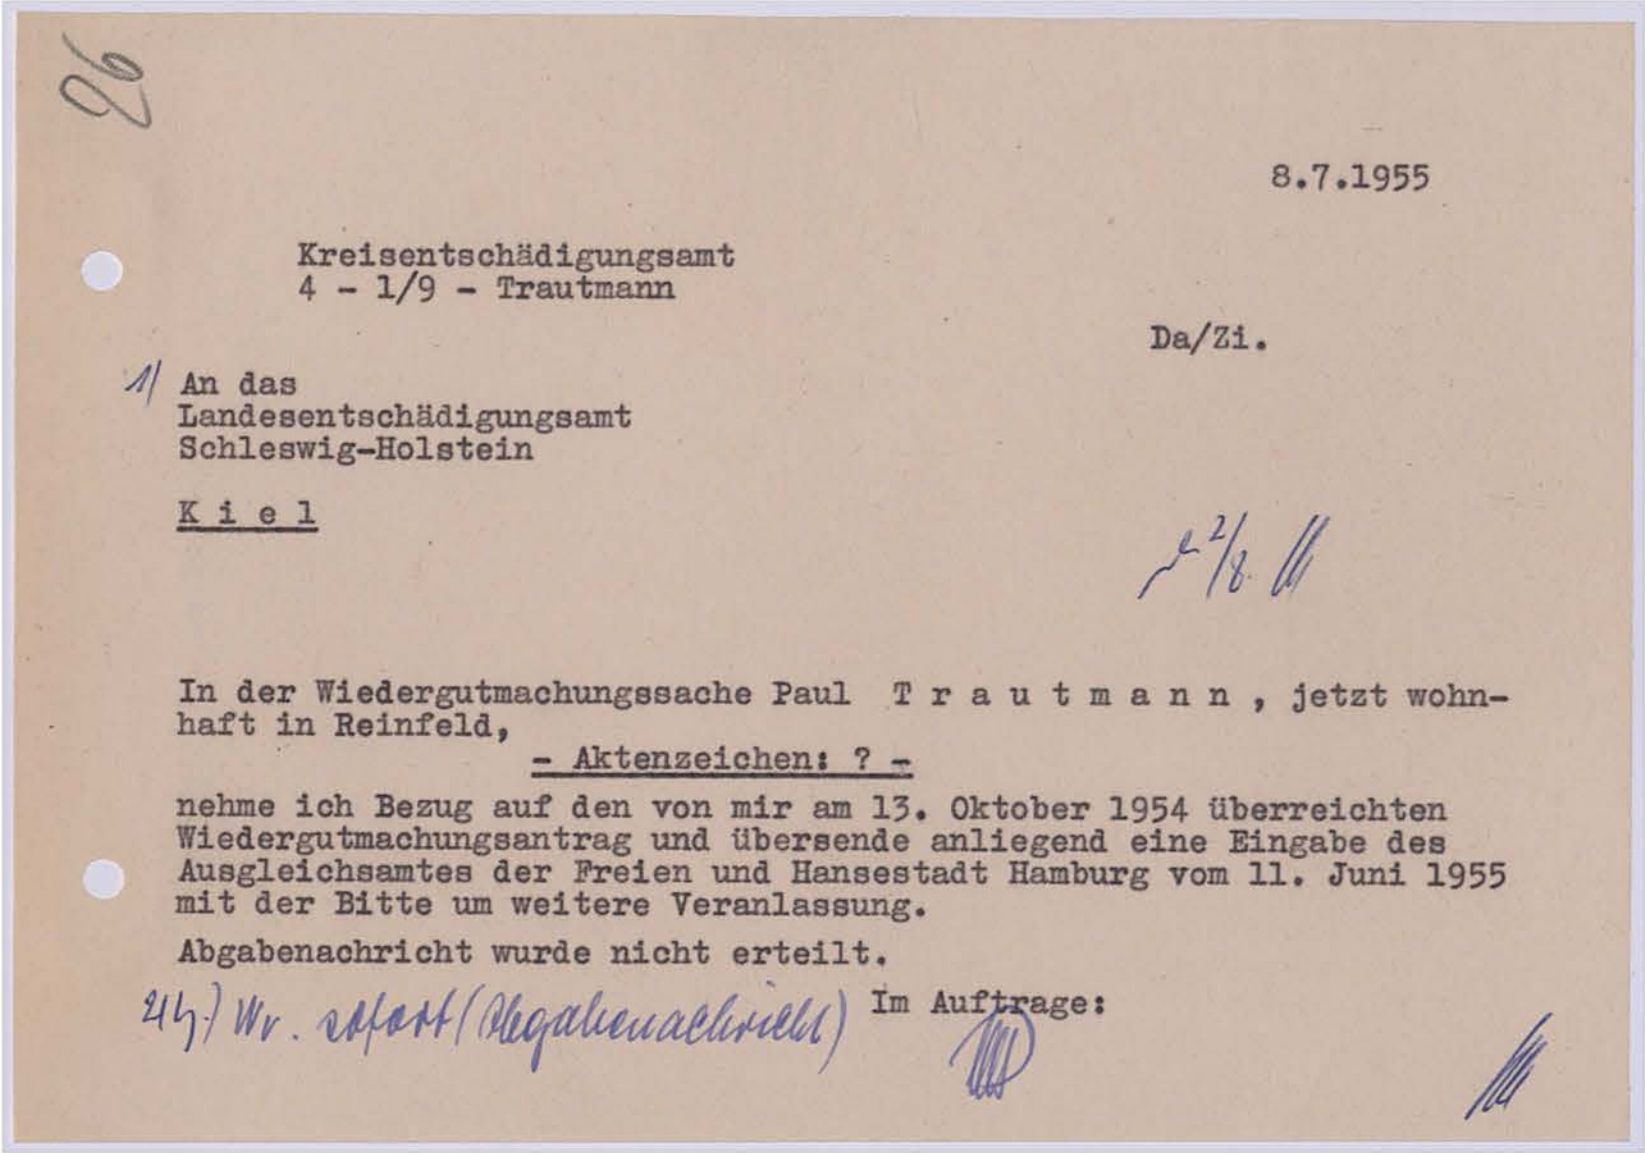 26
8.7.1955
Kreisentschädigungsamt
4 - 1/9 - Trautmann
Da/Zi.
1/ An das
Landesentschädigungsamt
Schleswig-Holstein
K i e l
2/8.
In der Wiedergutmachungssache Paul T r a u t m a n n , jetzt wohn-
haft in Reinfeld,
- Aktenzeichen: ? -
nehme ich Bezug auf den von mir am 13. Oktober 1954 überreichten
Wiedergutmachungsantrag und übersende anliegend eine Eingabe des
Ausgleichsamtes der Freien und Hansestadt Hamburg vom 11. Juni 1955
mit der Bitte um weitere Veranlassung.
Abgabenachricht wurde nicht erteilt.
Im Auftrage:
Wv. sofort (Abgabenachricht)